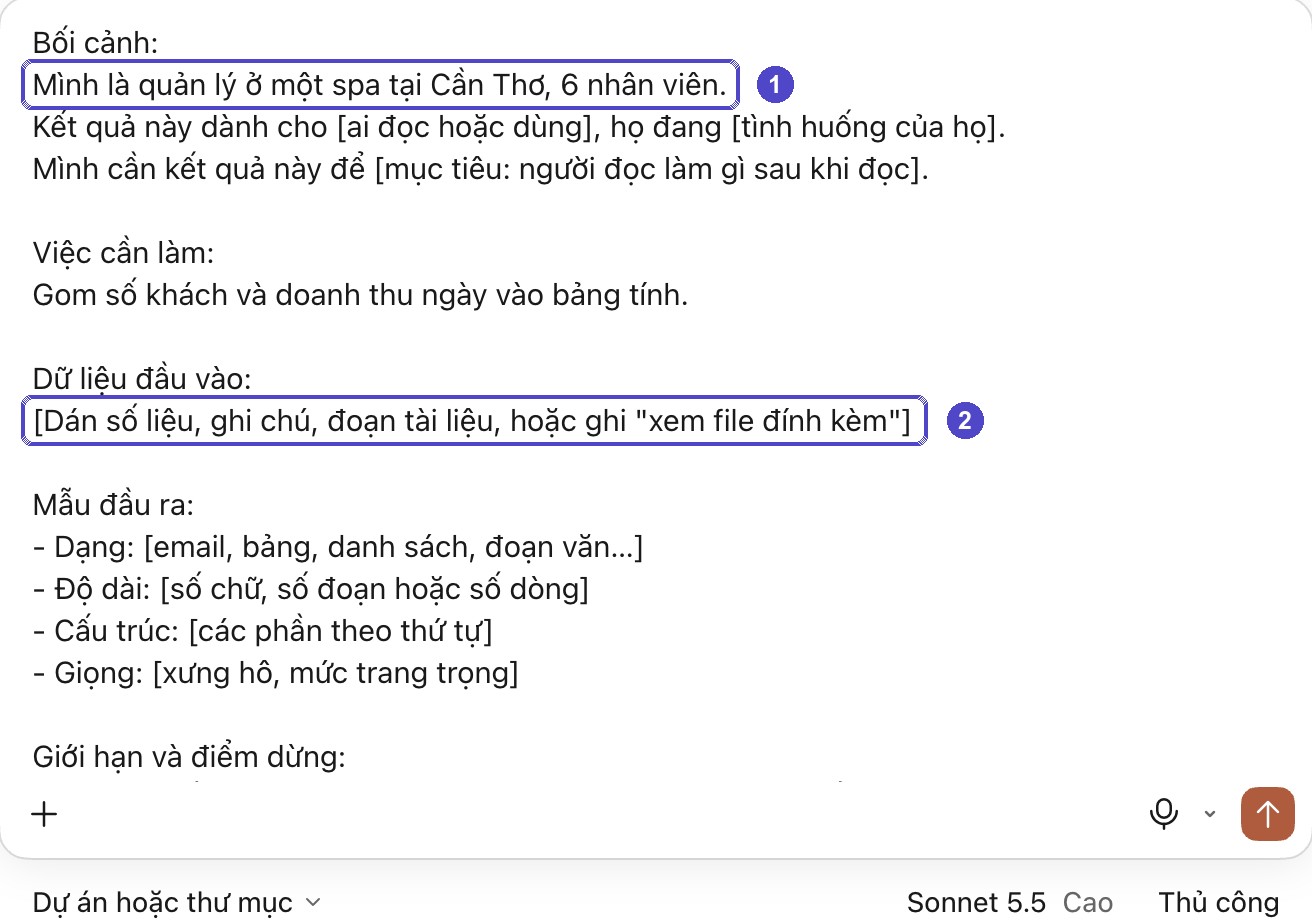 Bối cảnh:
Mình là quản lý ở một spa tại Cần Thơ, 6 nhân viên. 1
Kết quả này dành cho [ai đọc hoặc dùng], họ đang [tình huống của họ].
Mình cần kết quả này để [mục tiêu: người đọc làm gì sau khi đọc].
Việc cần làm:
Gom số khách và doanh thu ngày vào bảng tính.
Dữ liệu đầu vào:
[Dán số liệu, ghi chú, đoạn tài liệu, hoặc ghi "xem file đính kèm"] 2
Mẫu đầu ra:
- Dạng: [email, bảng, danh sách, đoạn văn...]
- Độ dài: [số chữ, số đoạn hoặc số dòng]
- Cấu trúc: [các phần theo thứ tự]
- Giọng: [xưng hô, mức trang trọng]
Giới hạn và điểm dừng:
Dự án hoặc thư mục Sonnet 5.5 Cao Thủ công